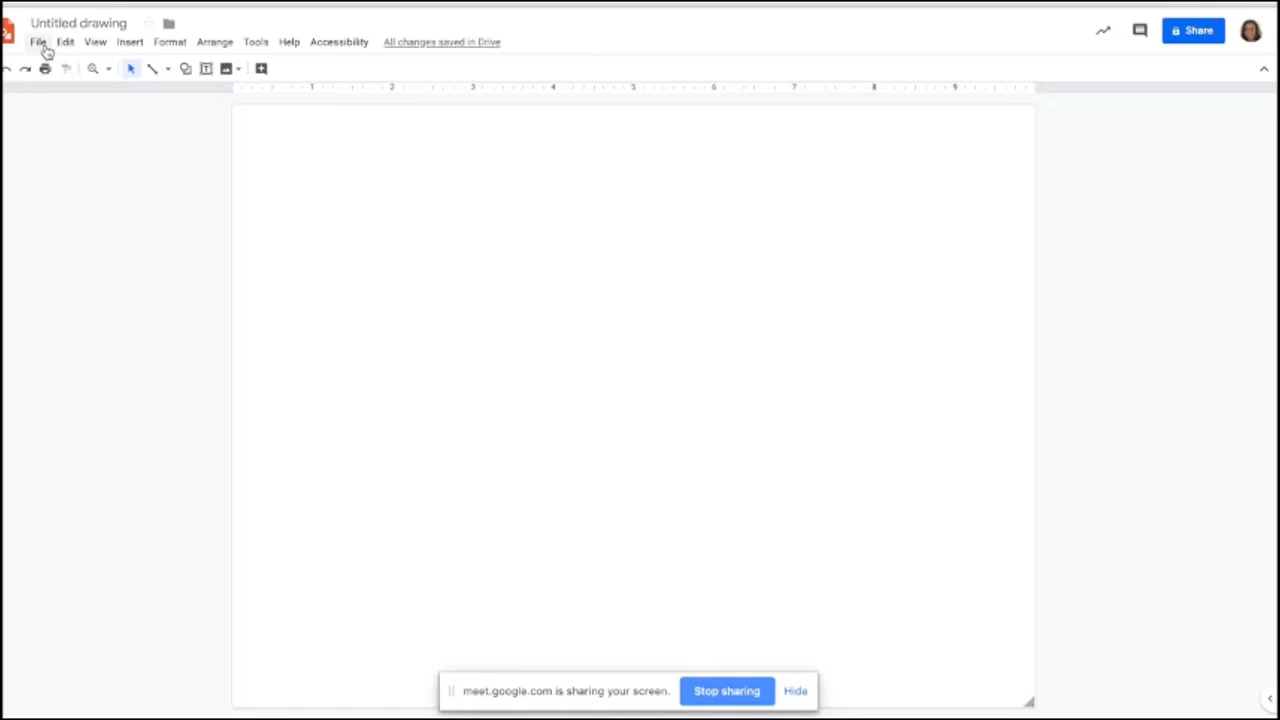 Untitled drawing
File Edit View Insert Format Arrange Tools Help Accessibility All changes saved in Drive
Share
1 2 3 4 5 6 7 8 9
meet.google.com is sharing your screen. Stop sharing Hide